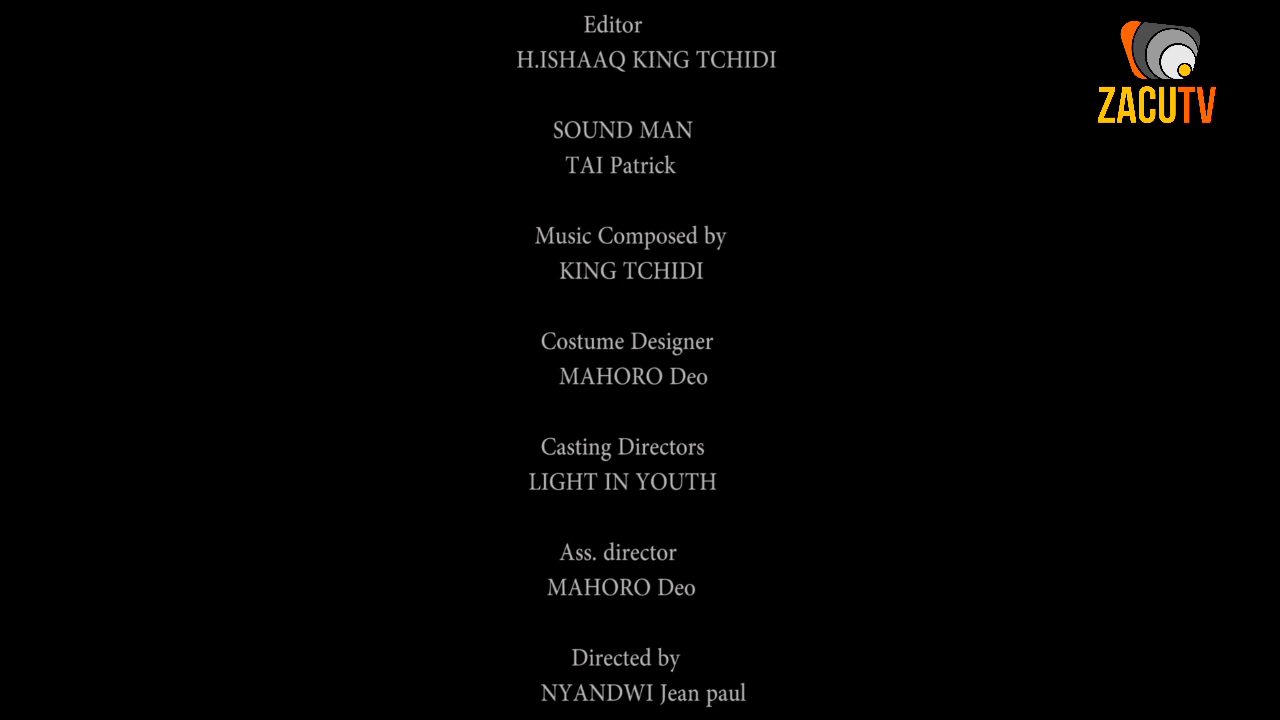 Editor
H.ISHAAQ KING TCHIDI
SOUND MAN
TAI Patrick
Music Composed by
KING TCHIDI
Costume Designer
MAHORO Deo
Casting Directors
LIGHT IN YOUTH
Ass. director
MAHORO Deo
Directed by
NYANDWI Jean paul
ZACUTV